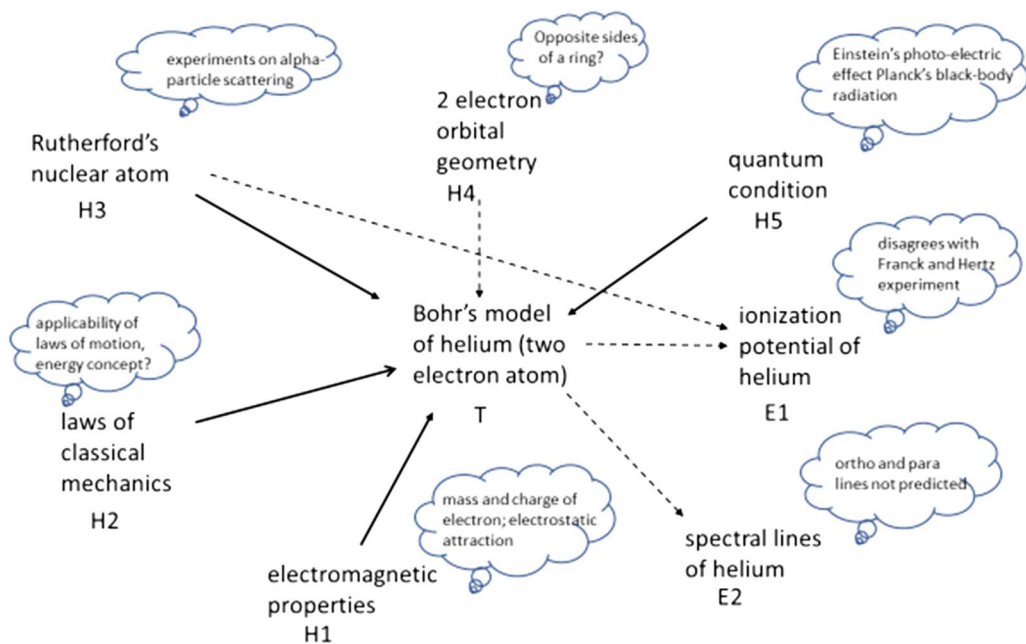 experiments on alpha-
particle scattering
Opposite sides
of a ring?
Einstein's photo-electric
effect Planck's black-body
radiation
Rutherford's
nuclear atom
H3
2 electron
orbital
geometry
H4
quantum
condition
H5
disagrees with
Franck and Hertz
experiment
applicability of
laws of motion,
energy concept?
Bohr's model
of helium (two
electron atom)
T
ionization
potential of
helium
E1
laws of
classical
mechanics
H2
mass and charge of
electron; electrostatic
attraction
ortho and para
lines not predicted
electromagnetic
properties
H1
spectral lines
of helium
E2